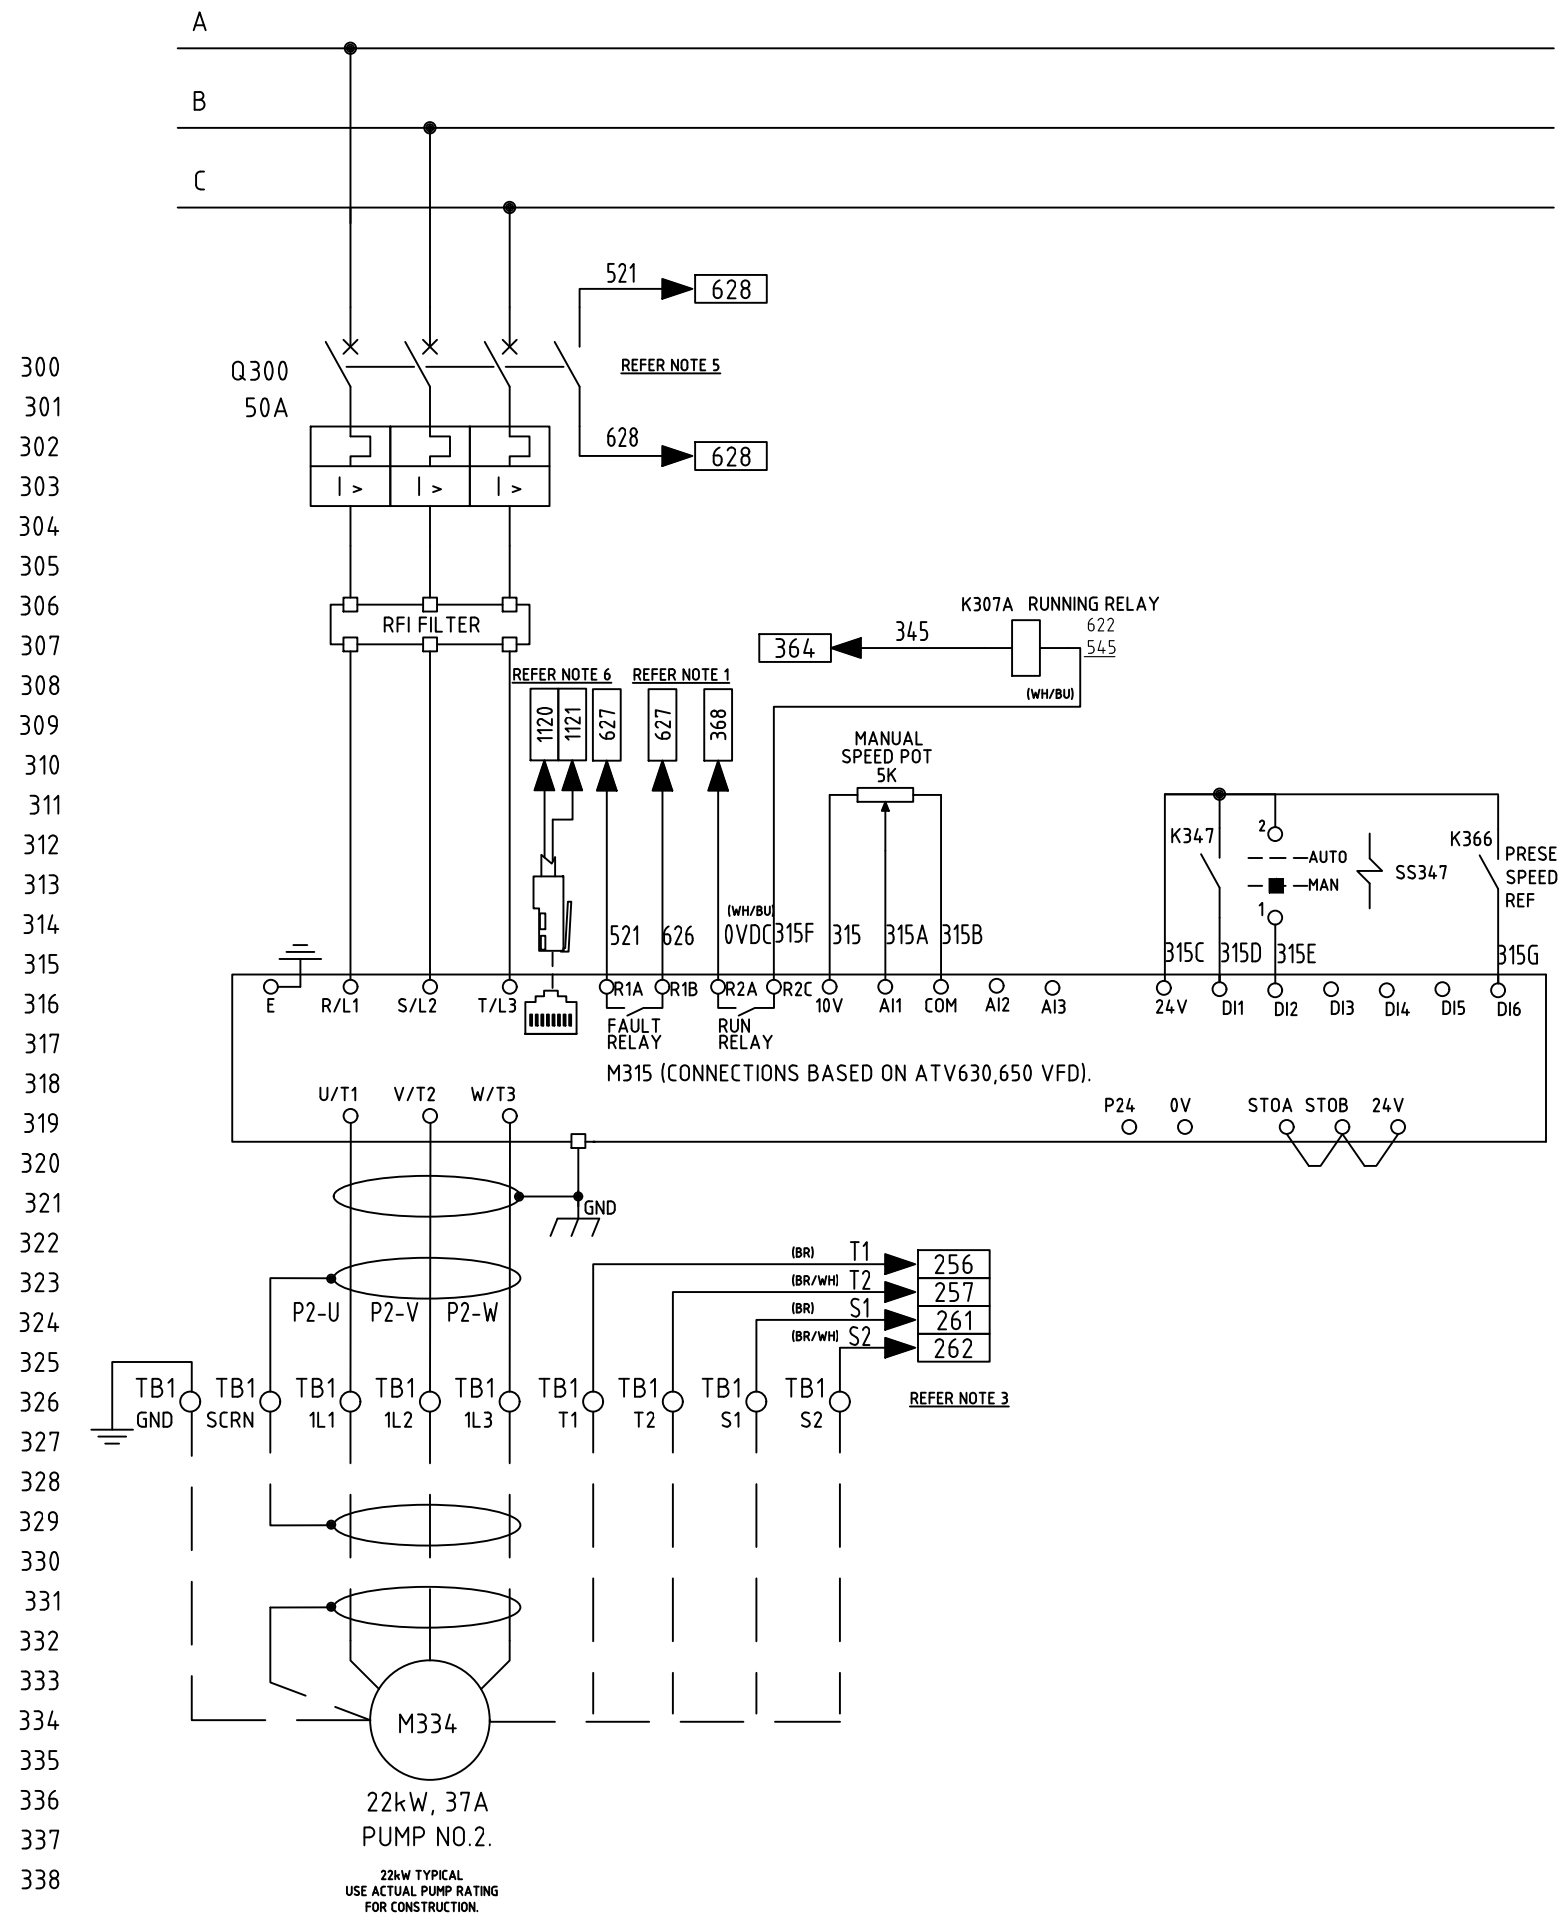 A
B
C
521
628
300
Q300
REFER NOTE 5
301
50A
302
628
628
303
I >
I >
I >
304
305
306
RFI FILTER
K307A RUNNING RELAY
622
307
364
345
545
308
REFER NOTE 6
REFER NOTE 1
(WH/BU)
309
1120
1121
627
627
368
310
MANUAL
SPEED POT
5K
311
312
K347
2
K366
313
AUTO
MAN
SS347
PRESE
SPEED
REF
314
1
(WH/BU)
521
626
0VDC
315F
315
315A
315B
315C
315D
315E
315G
315
316
E
R/L1
S/L2
T/L3
R1A
R1B
R2A
R2C
10V
AI1
COM
AI2
AI3
24V
DI1
DI2
DI3
DI4
DI5
DI6
317
FAULT
RELAY
RUN
RELAY
318
M315 (CONNECTIONS BASED ON ATV630,650 VFD).
U/T1
V/T2
W/T3
319
P24
0V
STOA
STOB
24V
320
321
GND
322
(BR)
T1
256
323
(BR/WH)
T2
257
324
P2-U
P2-V
P2-W
(BR)
S1
261
(BR/WH)
S2
262
325
326
TB1
GND
TB1
SCRN
TB1
1L1
TB1
1L2
TB1
1L3
TB1
T1
TB1
T2
TB1
S1
TB1
S2
REFER NOTE 3
327
328
329
330
331
332
333
334
M334
335
336
22kW, 37A
337
PUMP NO.2.
338
22kW TYPICAL
USE ACTUAL PUMP RATING
FOR CONSTRUCTION.